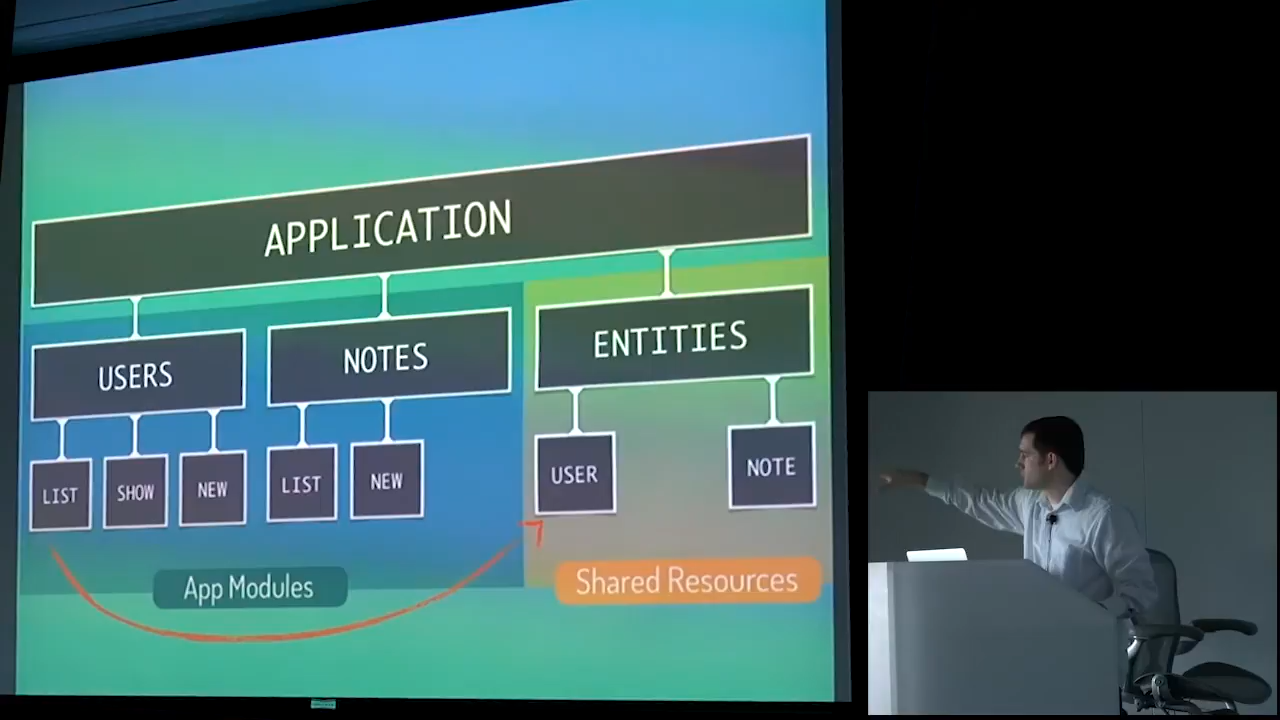 APPLICATION
USERS
NOTES
ENTITIES
LIST
SHOW
NEW
LIST
NEW
USER
NOTE
App Modules
Shared Resources